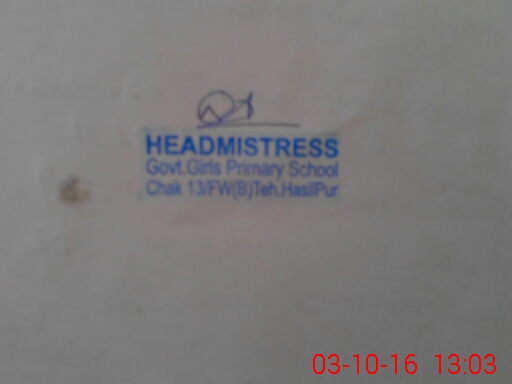 HEADMISTRESS
Govt.Girls Primary School
Chak 13/FW(B)Teh.HasilPur
03-10-16 13:03